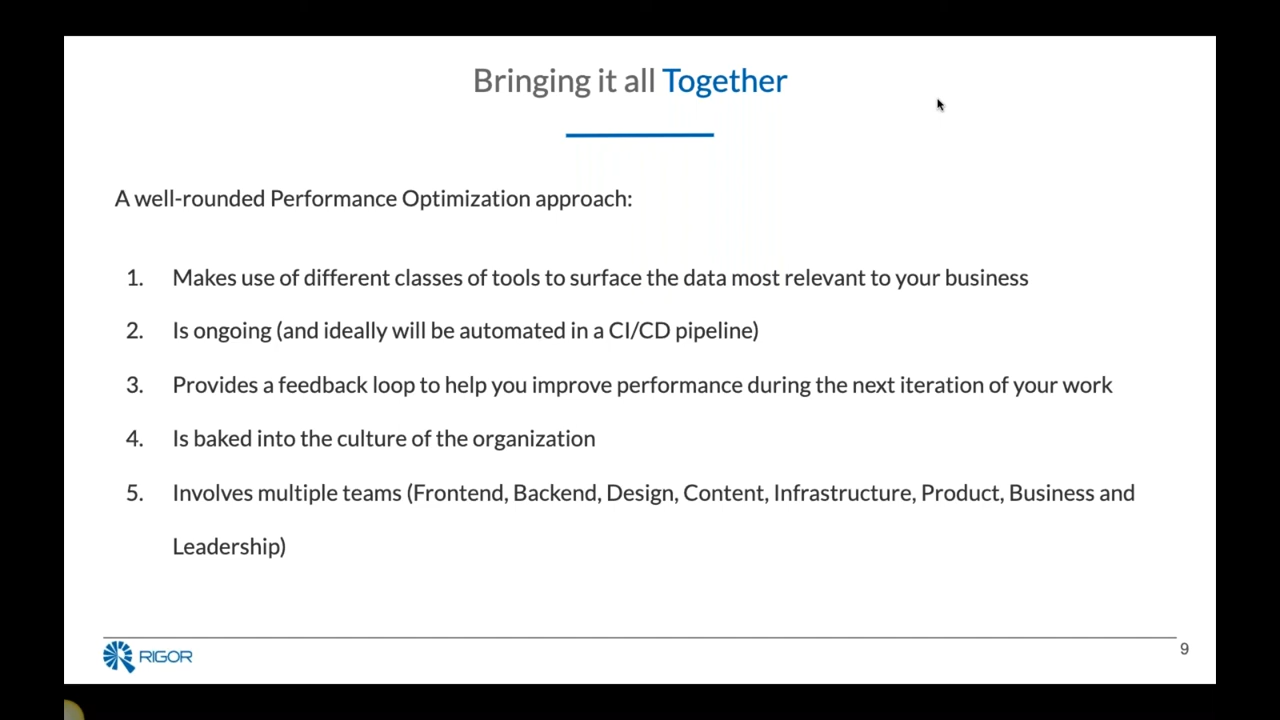 Bringing it all Together
A well-rounded Performance Optimization approach:
1. Makes use of different classes of tools to surface the data most relevant to your business
2. Is ongoing (and ideally will be automated in a CI/CD pipeline)
3. Provides a feedback loop to help you improve performance during the next iteration of your work
4. Is baked into the culture of the organization
5. Involves multiple teams (Frontend, Backend, Design, Content, Infrastructure, Product, Business and
Leadership)
RIGOR
9